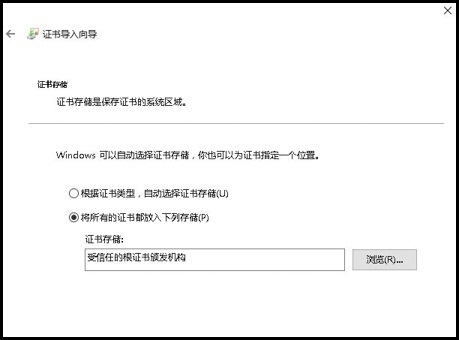 证书导入向导
证书存储
证书存储是保存证书的系统区域。
Windows 可以自动选择证书存储，你也可以为证书指定一个位置。
根据证书类型，自动选择证书存储(U)
将所有的证书都放入下列存储(P)
证书存储:
受信任的根证书颁发机构
浏览(R)...